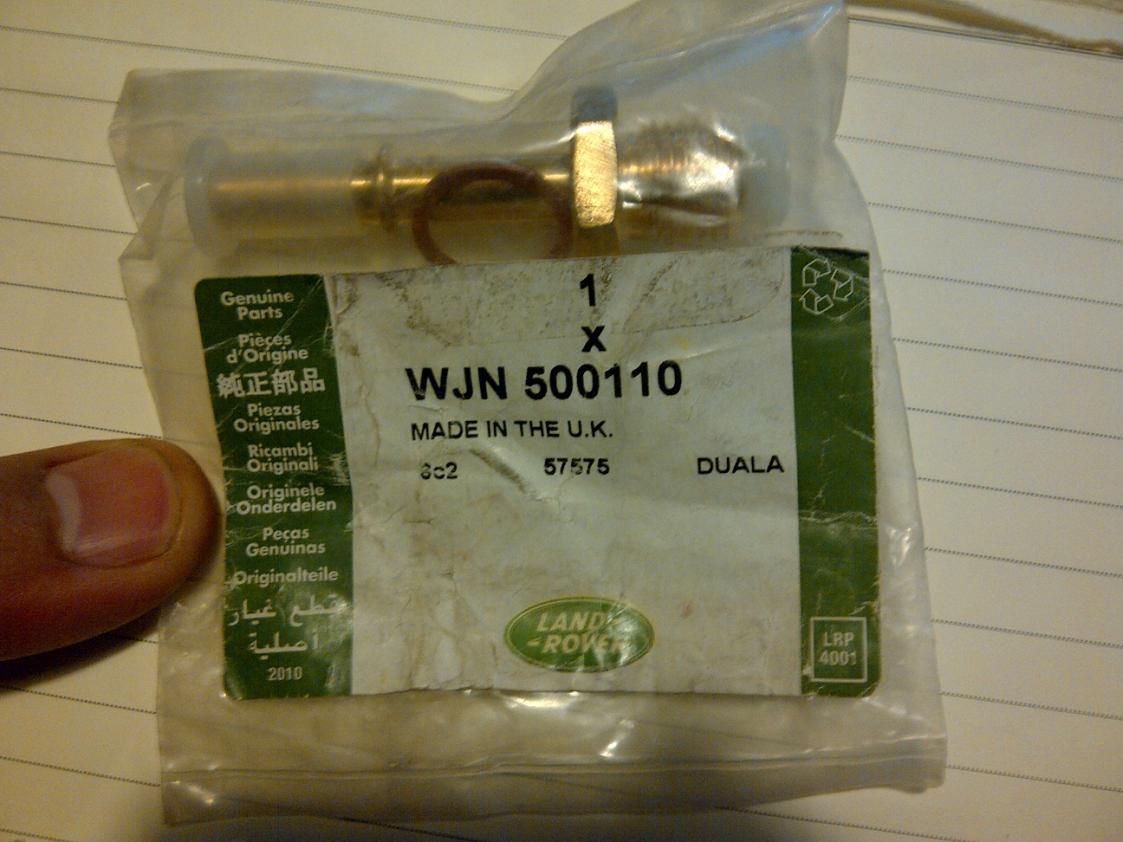 Genuine
Parts
Pièces
d'Origine
純正部品
Piezas
Originales
Ricambi
Originali
Originele
Onderdelen
Peças
Genuinas
Originalteile
قطع غيار
أصلية
2010
1
X
WJN 500110
MADE IN THE U.K.
57575 DUALA
LAND-
-ROVER
LRP
4001